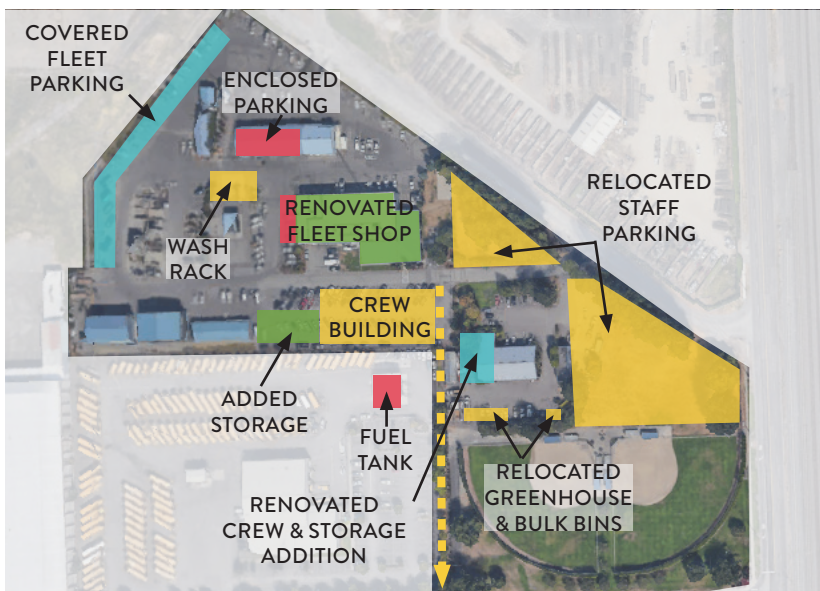 COVERED
FLEET
PARKING
ENCLOSED
PARKING
RELOCATED
STAFF
PARKING
RENOVATED
FLEET SHOP
WASH
RACK
CREW
BUILDING
ADDED
STORAGE
FUEL
TANK
RELOCATED
GREENHOUSE
& BULK BINS
RENOVATED
CREW & STORAGE
ADDITION